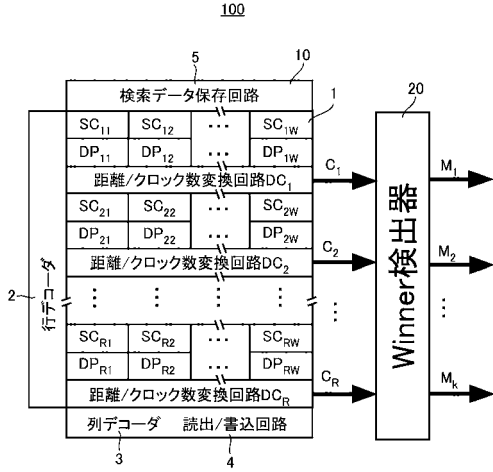 100
5
10
1
20
検索データ保存回路
SC11 SC12 ... SC1W
DP11 DP12 DP1W
距離/クロック数変換回路DC1
C1
M1
SC21 SC22 ... SC2W
DP21 DP22 DP2W
距離/クロック数変換回路DC2
C2
M2
2
行デコーダ
Winner検出器
SCR1 SCR2 ... SCRW
DPR1 DPR2 DPRW
距離/クロック数変換回路DCR
CR
Mk
列デコーダ 読出/書込回路
3
4